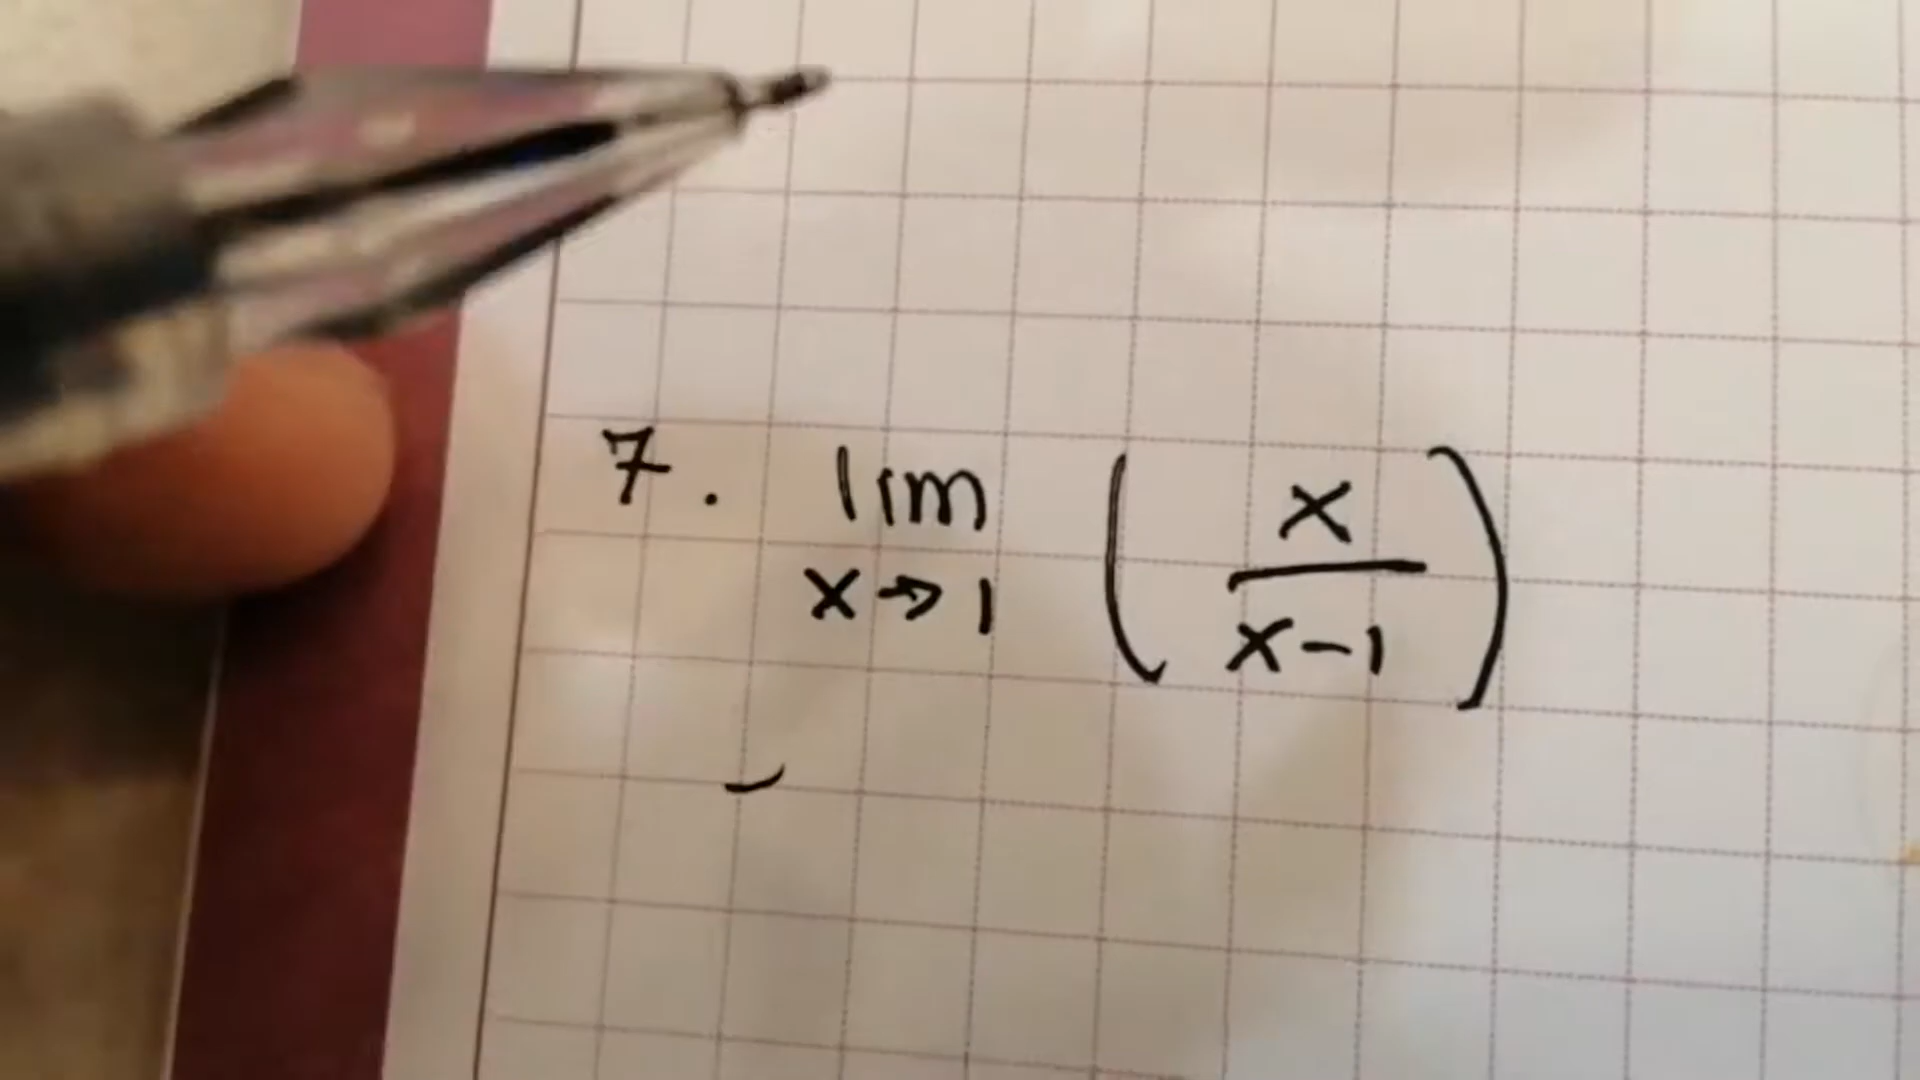 7. lim x→1 (x/(x-1))